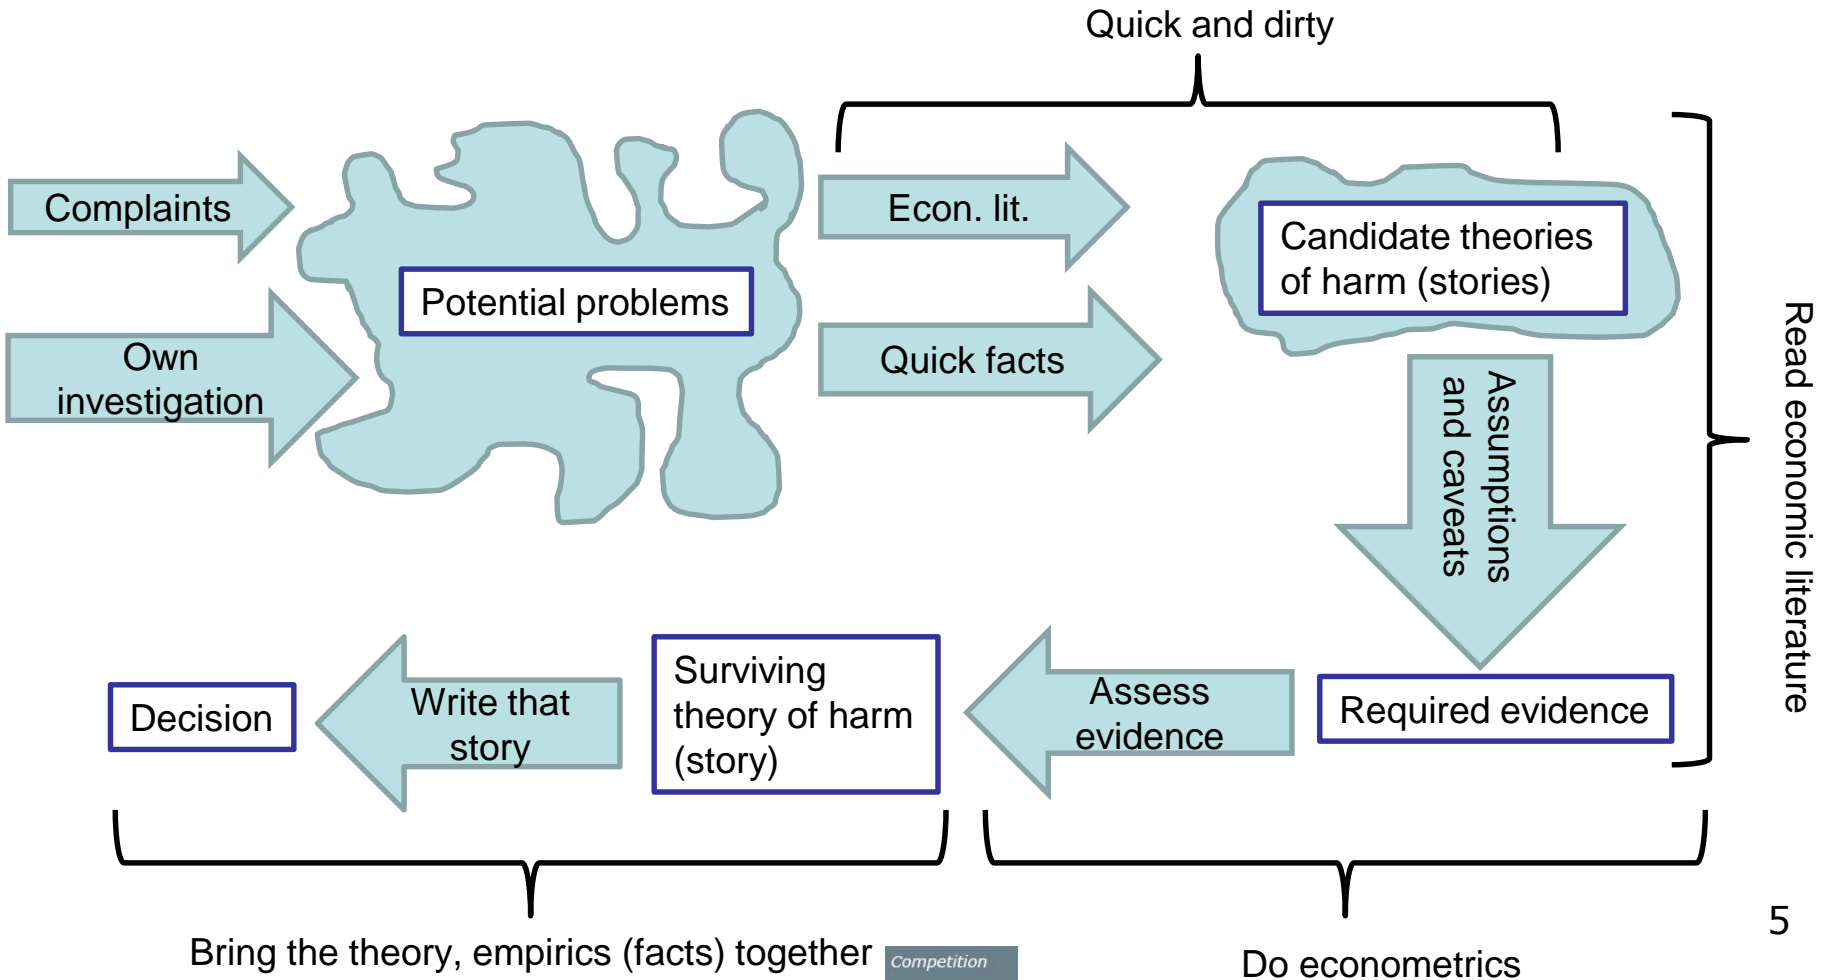 Quick and dirty
Complaints
Own
investigation
Potential problems
Econ. lit.
Quick facts
Candidate theories
of harm (stories)
Assumptions
and caveats
Read economic literature
Required evidence
Assess
evidence
Surviving
theory of harm
(story)
Write that
story
Decision
Bring the theory, empirics (facts) together
Competition
Do econometrics
5